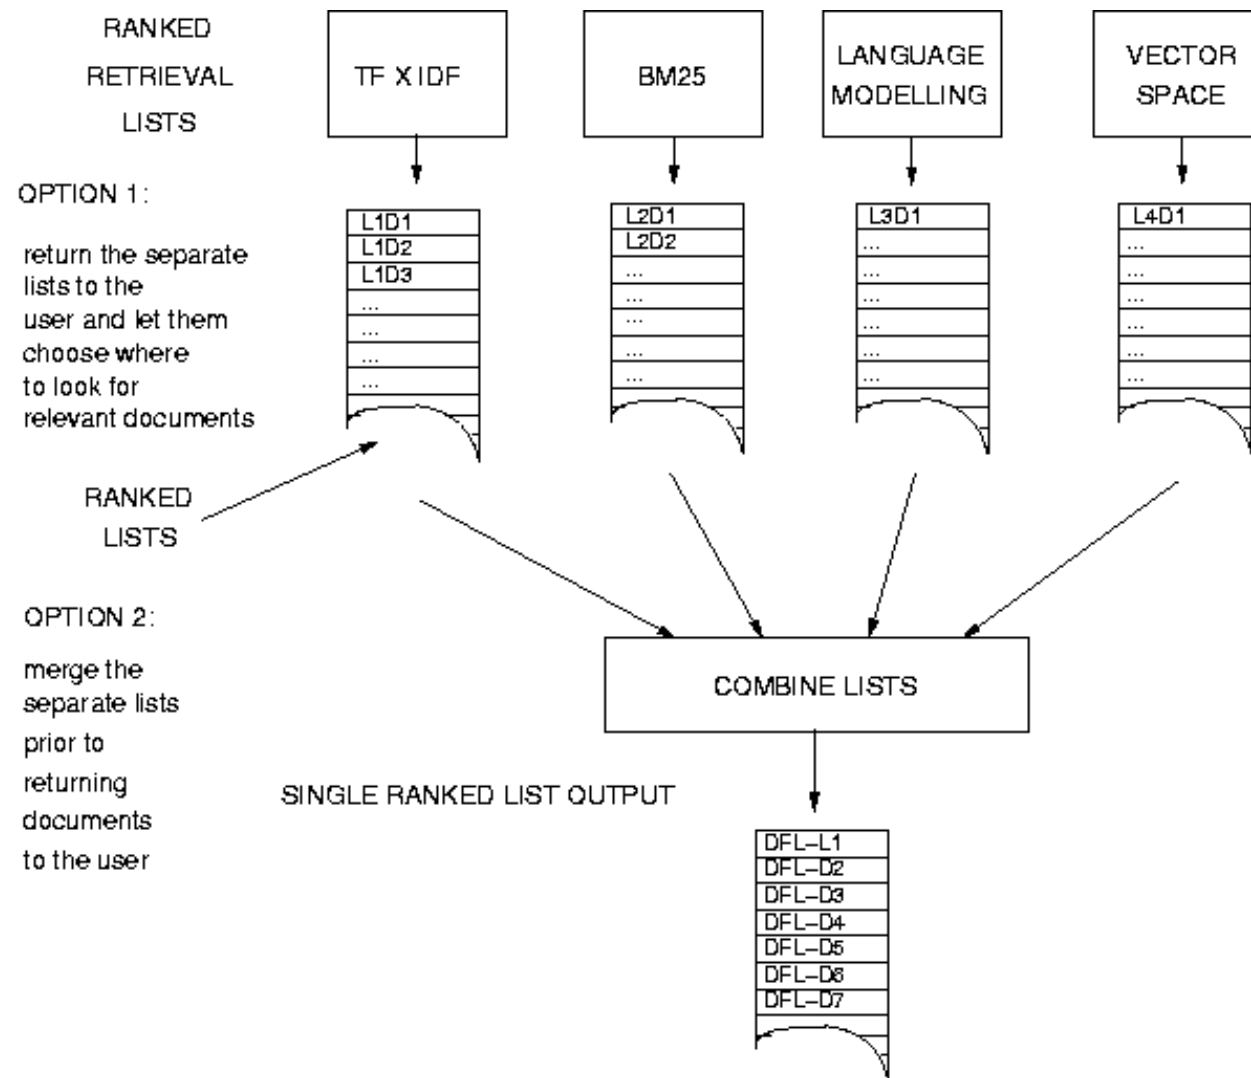 RANKED
RETRIEVAL
LISTS
TF X IDF
BM25
LANGUAGE
MODELLING
VECTOR
SPACE
OPTION 1:
return the separate
lists to the
user and let them
choose where
to look for
relevant documents
L1D1
L1D2
L1D3
...
...
...
...
L2D1
L2D2
...
...
...
...
...
L3D1
...
...
...
...
...
...
L4D1
...
...
...
...
...
...
RANKED
LISTS
OPTION 2:
merge the
separate lists
prior to
returning
documents
to the user
COMBINE LISTS
SINGLE RANKED LIST OUTPUT
DFL-L1
DFL-D2
DFL-D3
DFL-D4
DFL-D5
DFL-D6
DFL-D7